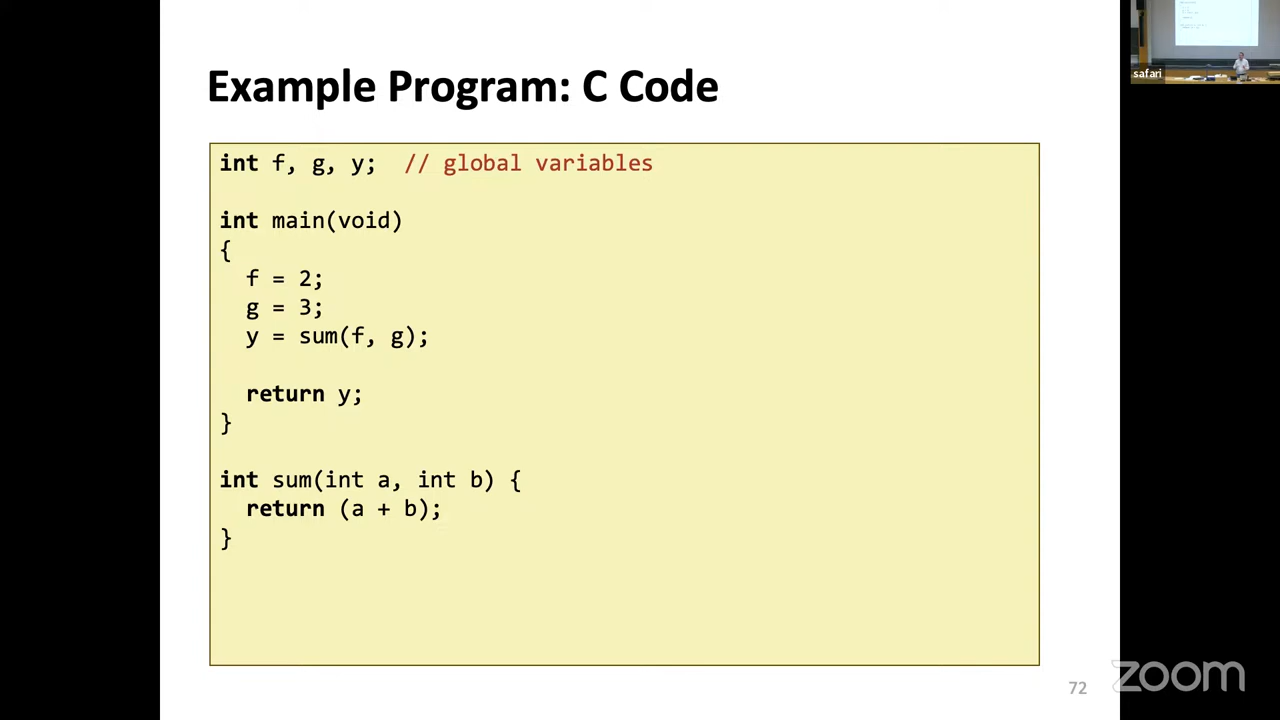 safari
Example Program: C Code
int f, g, y;  // global variables
int main(void)
{
  f = 2;
  g = 3;
  y = sum(f, g);
  return y;
}
int sum(int a, int b) {
  return (a + b);
}
72
zoom